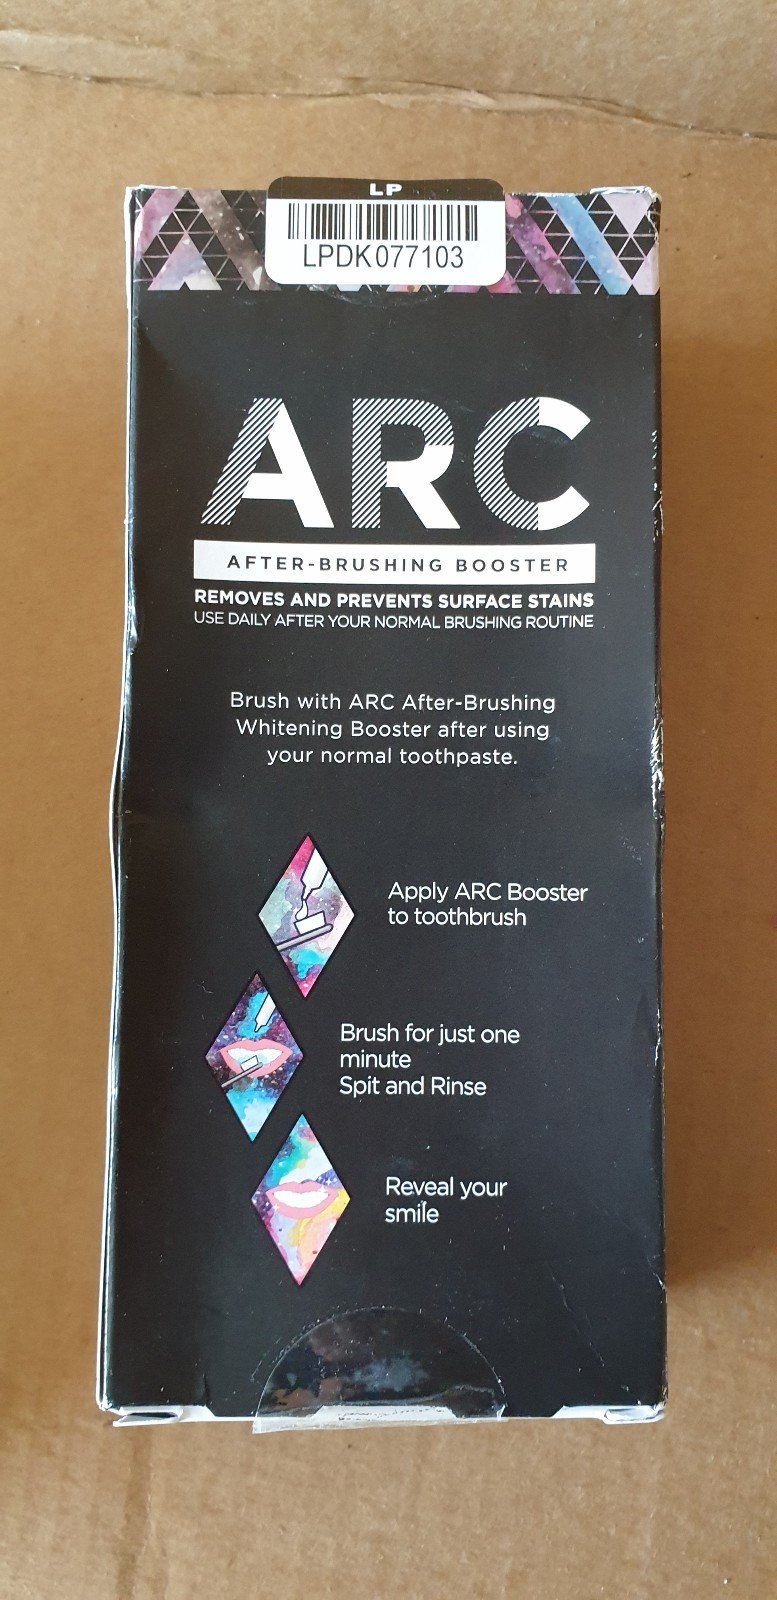 LP
LPDK077103
ARC
AFTER-BRUSHING BOOSTER
REMOVES AND PREVENTS SURFACE STAINS
USE DAILY AFTER YOUR NORMAL BRUSHING ROUTINE
Brush with ARC After-Brushing
Whitening Booster after using
your normal toothpaste.
Apply ARC Booster
to toothbrush
Brush for just one
minute
Spit and Rinse
Reveal your
smile